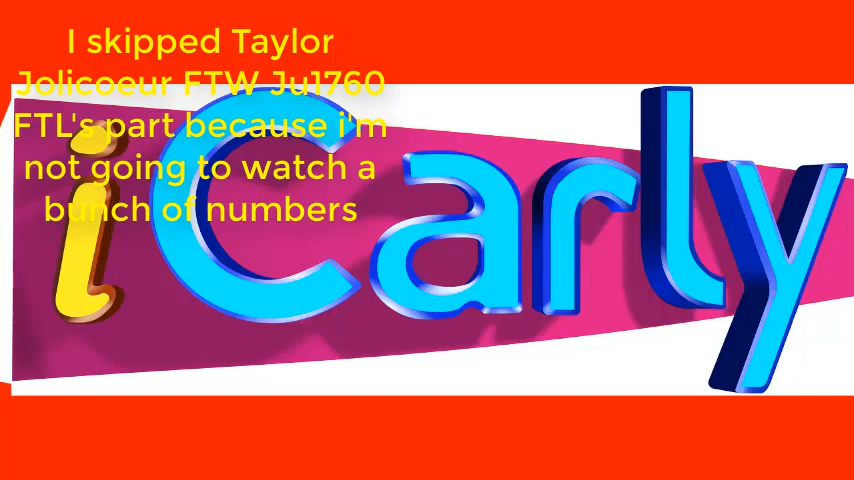 I skipped Taylor
Jolicoeur FTW Ju1760
FTL's part because i'm
not going to watch a
bunch of numbers
iCarly